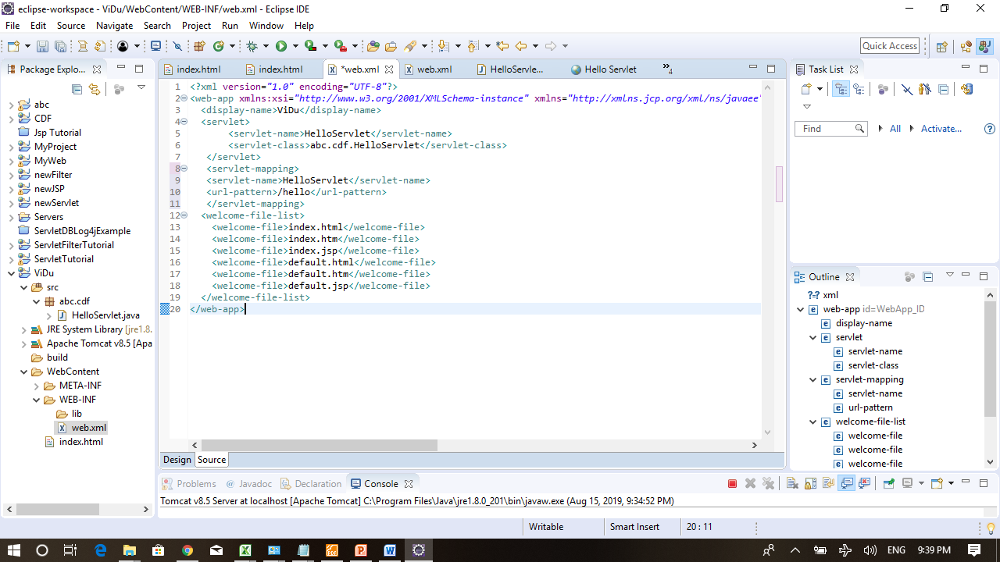 eclipse-workspace - ViDu/WebContent/WEB-INF/web.xml - Eclipse IDE
File Edit Source Navigate Search Project Run Window Help
Quick Access
Package Explo...
abc
CDF
Jsp Tutorial
MyProject
MyWeb
newFilter
newJSP
newServlet
Servers
ServletDBLog4jExample
ServletFilterTutorial
ServletTutorial
ViDu
src
abc.cdf
HelloServlet.java
JRE System Library [jre1.8.
Apache Tomcat v8.5 [Apa
build
WebContent
META-INF
WEB-INF
lib
web.xml
index.html
index.html index.html *web.xml web.xml HelloServle... Hello Servlet »4
1 <?xml version="1.0" encoding="UTF-8"?>
2 <web-app xmlns:xsi="http://www.w3.org/2001/XMLSchema-instance" xmlns="http://xmlns.jcp.org/xml/ns/javaee"
3 <display-name>ViDu</display-name>
4 <servlet>
5 <servlet-name>HelloServlet</servlet-name>
6 <servlet-class>abc.cdf.HelloServlet</servlet-class>
7 </servlet>
8 <servlet-mapping>
9 <servlet-name>HelloServlet</servlet-name>
10 <url-pattern>/hello</url-pattern>
11 </servlet-mapping>
12 <welcome-file-list>
13 <welcome-file>index.html</welcome-file>
14 <welcome-file>index.htm</welcome-file>
15 <welcome-file>index.jsp</welcome-file>
16 <welcome-file>default.html</welcome-file>
17 <welcome-file>default.htm</welcome-file>
18 <welcome-file>default.jsp</welcome-file>
19 </welcome-file-list>
20 </web-app>
Design Source
Task List
Find All Activate...
Outline
xml
web-app id=WebApp_ID
display-name
servlet
servlet-name
servlet-class
servlet-mapping
servlet-name
url-pattern
welcome-file-list
welcome-file
welcome-file
welcome-file
Problems @ Javadoc Declaration Console
Tomcat v8.5 Server at localhost [Apache Tomcat] C:\Program Files\Java\jre1.8.0_201\bin\javaw.exe (Aug 15, 2019, 9:34:52 PM)
Writable Smart Insert 20 : 11
ENG 9:39 PM